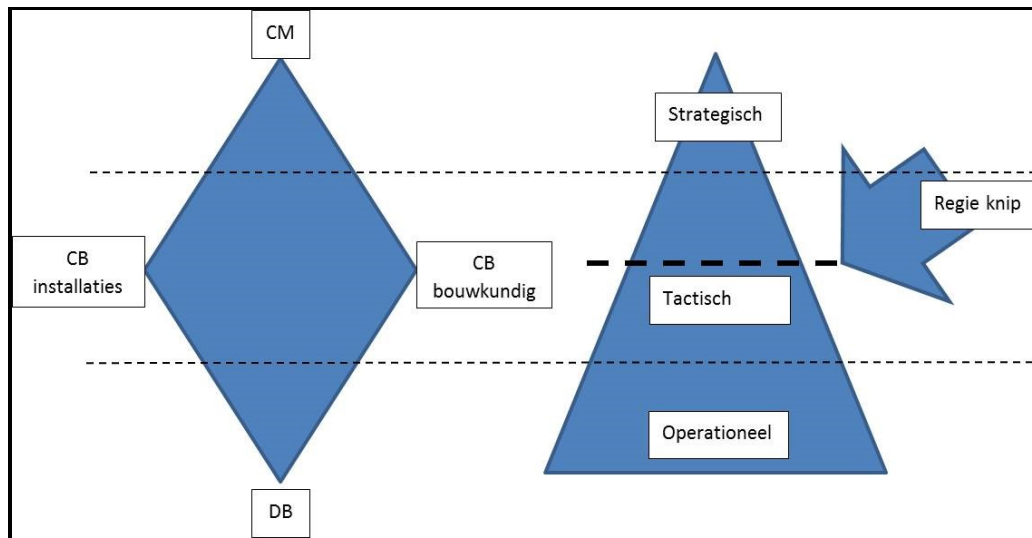 CM
CB
installaties
CB
bouwkundig
DB
Strategisch
Regie knip
Tactisch
Operationeel